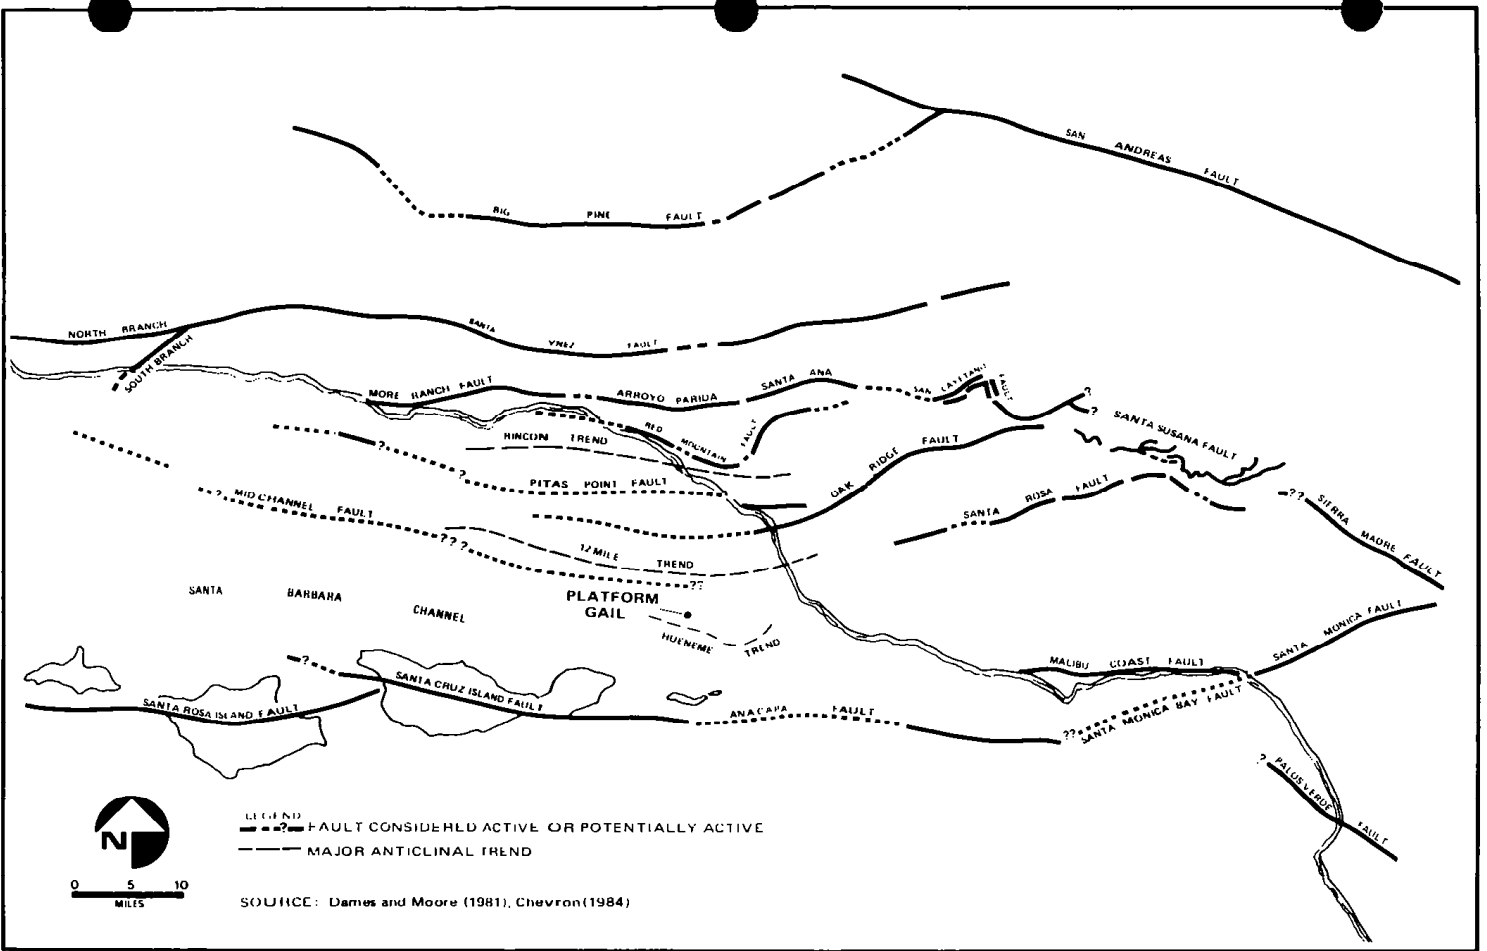 SAN ANDREAS FAULT
BIG PINE FAULT
NORTH BRANCH
SOUTH BRANCH
SANTA YNEZ FAULT
MORE RANCH FAULT
ARROYO PARIDA
SANTA ANA
SAN CAYETANO FAULT
?
?
SANTA SUSANA FAULT
RED MOUNTAIN FAULT
RINCON TREND
?
?
PITAS POINT FAULT
OAK RIDGE FAULT
SANTA ROSA FAULT
??
SIERRA MADRE FAULT
?
MID CHANNEL FAULT
???
12 MILE TREND
??
SANTA BARBARA CHANNEL
PLATFORM
GAIL
HUENEME TREND
SANTA MONICA FAULT
MALIBU COAST FAULT
?
SANTA CRUZ ISLAND FAULT
SANTA ROSA ISLAND FAULT
ANACAPA FAULT
??
SANTA MONICA BAY FAULT
?
PALOS VERDE FAULT
N
0 5 10
MILES
LEGEND
? FAULT CONSIDERED ACTIVE OR POTENTIALLY ACTIVE
MAJOR ANTICLINAL TREND
SOURCE: Dames and Moore (1981), Chevron (1984)